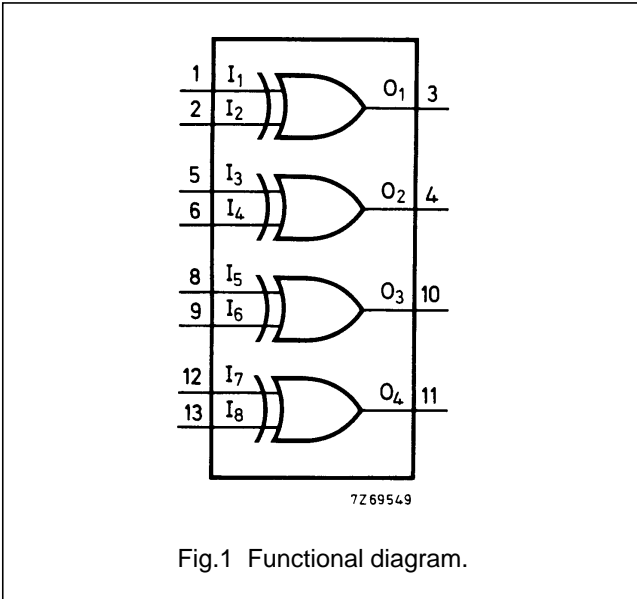 1 I1
O1 3
2 I2
5 I3
O2 4
6 I4
8 I5
O3 10
9 I6
12 I7
O4 11
13 I8
7Z69549
Fig.1 Functional diagram.